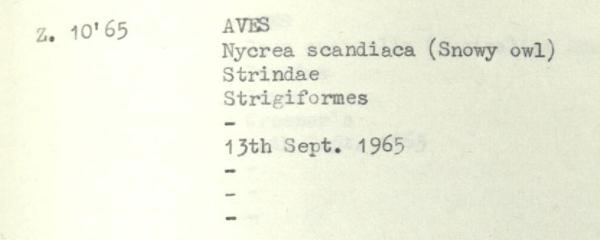 Z. 10'65
AVES
Nycrea scandiaca (Snowy owl)
Strindae
Strigiformes
-
13th Sept. 1965
-
-
-